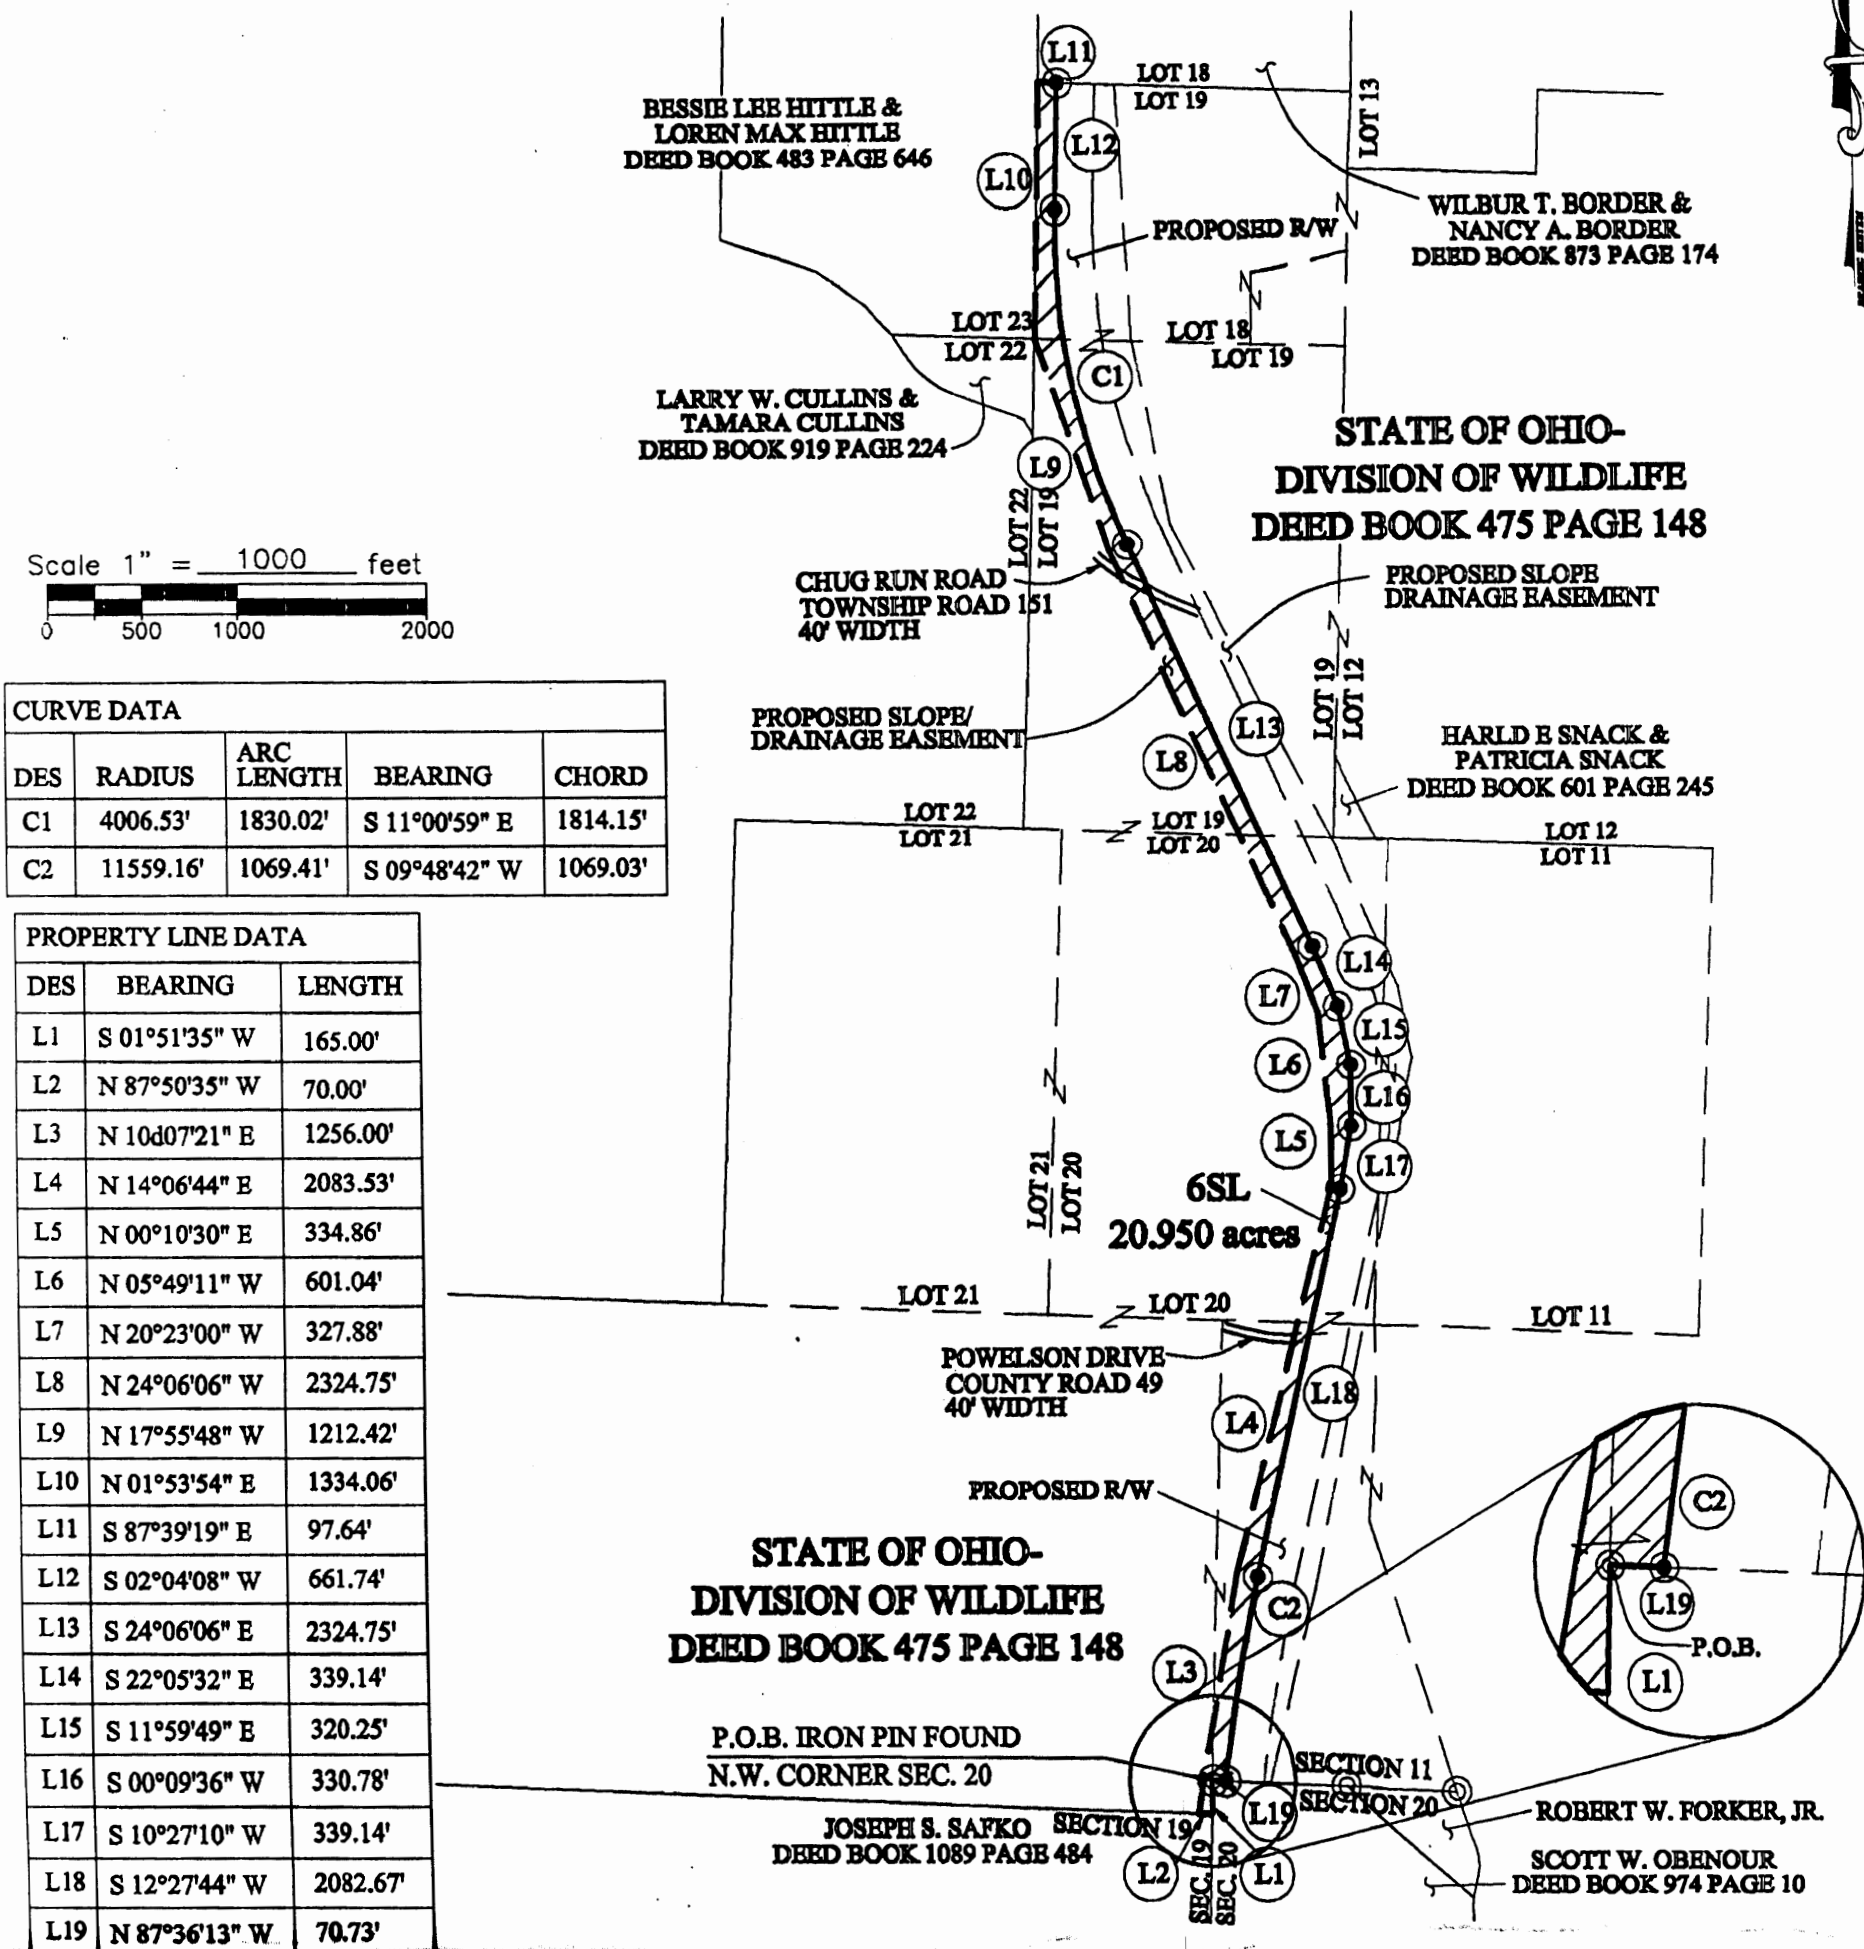 L11
LOT 18
LOT 19
LOT 13
BESSIE LEE HITTLE &
LOREN MAX HITTLE
DEED BOOK 483 PAGE 646
L12
L10
WILBUR T. BORDER &
NANCY A. BORDER
DEED BOOK 873 PAGE 174
PROPOSED R/W
LOT 23
LOT 22
LOT 18
LOT 19
C1
LARRY W. CULLINS &
TAMARA CULLINS
DEED BOOK 919 PAGE 224
L9
LOT 22
LOT 19
STATE OF OHIO-
DIVISION OF WILDLIFE
DEED BOOK 475 PAGE 148
Scale 1" = 1000 feet
0 500 1000 2000
CHUG RUN ROAD
TOWNSHIP ROAD 151
40' WIDTH
PROPOSED SLOPE
DRAINAGE EASEMENT
LOT 19
LOT 12
PROPOSED SLOPE/
DRAINAGE EASEMENT
L13
L8
HARLD E SNACK &
PATRICIA SNACK
DEED BOOK 601 PAGE 245
CURVE DATA
DES RADIUS ARC LENGTH BEARING CHORD
C1 4006.53' 1830.02' S 11°00'59" E 1814.15'
C2 11559.16' 1069.41' S 09°48'42" W 1069.03'
LOT 22
LOT 21
LOT 19
LOT 20
LOT 12
LOT 11
L14
L7
L15
L6
L16
L5
L17
LOT 21
LOT 20
6SL
20.950 acres
LOT 21
LOT 20
LOT 11
POWELSON DRIVE
COUNTY ROAD 49
40' WIDTH
L18
L4
PROPOSED R/W
STATE OF OHIO-
DIVISION OF WILDLIFE
DEED BOOK 475 PAGE 148
C2
L3
C2
L19
P.O.B.
L1
P.O.B. IRON PIN FOUND
N.W. CORNER SEC. 20
SECTION 11
SECTION 20
L19
SECTION 19
JOSEPH S. SAFKO
DEED BOOK 1089 PAGE 484
ROBERT W. FORKER, JR.
SCOTT W. OBENOUR
DEED BOOK 974 PAGE 10
L2
SEC. 19
SEC. 20
L1
PROPERTY LINE DATA
DES BEARING LENGTH
L1 S 01°51'35" W 165.00'
L2 N 87°50'35" W 70.00'
L3 N 10d07'21" E 1256.00'
L4 N 14°06'44" E 2083.53'
L5 N 00°10'30" E 334.86'
L6 N 05°49'11" W 601.04'
L7 N 20°23'00" W 327.88'
L8 N 24°06'06" W 2324.75'
L9 N 17°55'48" W 1212.42'
L10 N 01°53'54" E 1334.06'
L11 S 87°39'19" E 97.64'
L12 S 02°04'08" W 661.74'
L13 S 24°06'06" E 2324.75'
L14 S 22°05'32" E 339.14'
L15 S 11°59'49" E 320.25'
L16 S 00°09'36" W 330.78'
L17 S 10°27'10" W 339.14'
L18 S 12°27'44" W 2082.67'
L19 N 87°36'13" W 70.73'